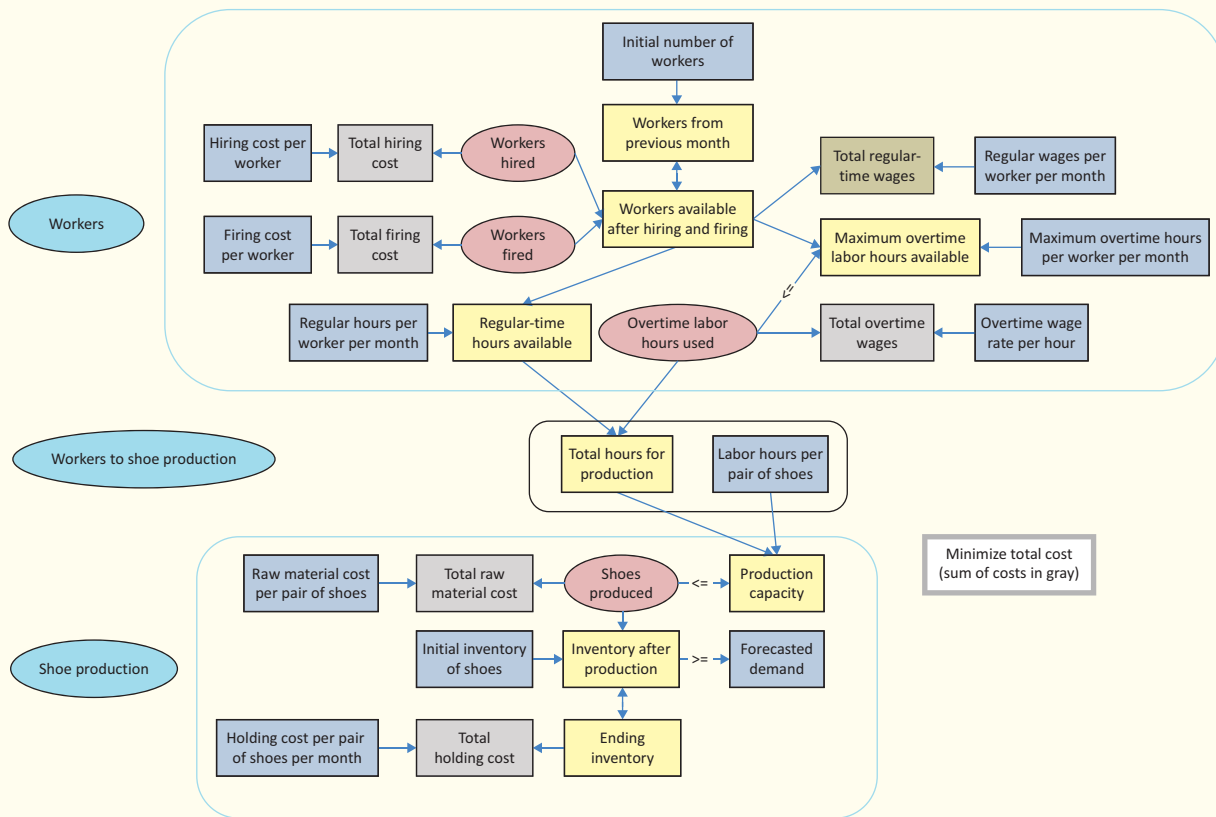 Initial number of
workers
Workers from
previous month
Hiring cost per
worker
Total hiring
cost
Workers
hired
Total regular-
time wages
Regular wages per
worker per month
Workers
Workers available
after hiring and firing
Firing cost
per worker
Total firing
cost
Workers
fired
Maximum overtime
labor hours available
Maximum overtime hours
per worker per month
<=
Regular hours per
worker per month
Regular-time
hours available
Overtime labor
hours used
Total overtime
wages
Overtime wage
rate per hour
Workers to shoe production
Total hours for
production
Labor hours per
pair of shoes
Minimize total cost
(sum of costs in gray)
Raw material cost
per pair of shoes
Total raw
material cost
Shoes
produced
<=
Production
capacity
Shoe production
Initial inventory
of shoes
Inventory after
production
>=
Forecasted
demand
Holding cost per pair
of shoes per month
Total
holding cost
Ending
inventory